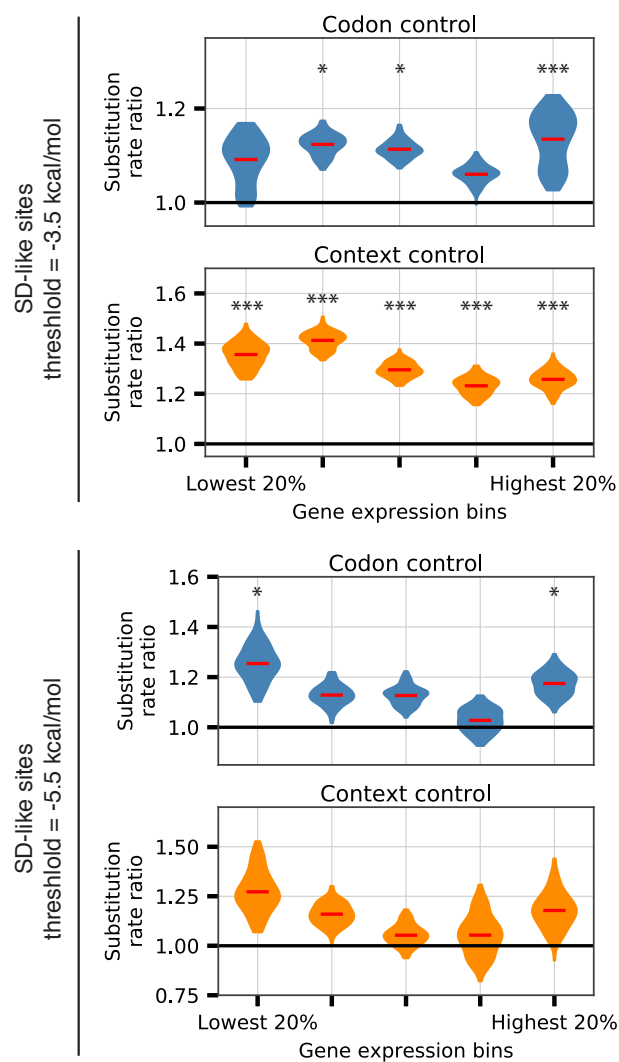 SD-like sites
threshlold = -3.5 kcal/mol
Codon control
Substitution
rate ratio
1.2
1.0
*
*
***
Context control
Substitution
rate ratio
1.6
1.4
1.2
1.0
***
***
***
***
***
Lowest 20%
Highest 20%
Gene expression bins
SD-like sites
threshlold = -5.5 kcal/mol
Codon control
Substitution
rate ratio
1.6
1.4
1.2
1.0
*
*
Context control
Substitution
rate ratio
1.50
1.25
1.00
0.75
Lowest 20%
Highest 20%
Gene expression bins